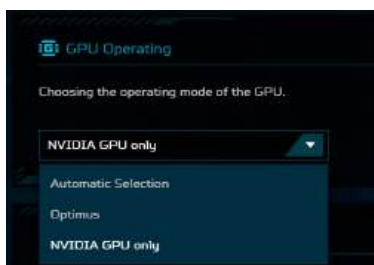 GPU Operating
Choosing the operating mode of the GPU.
NVIDIA GPU only
Automatic Selection
Optimus
NVIDIA GPU only